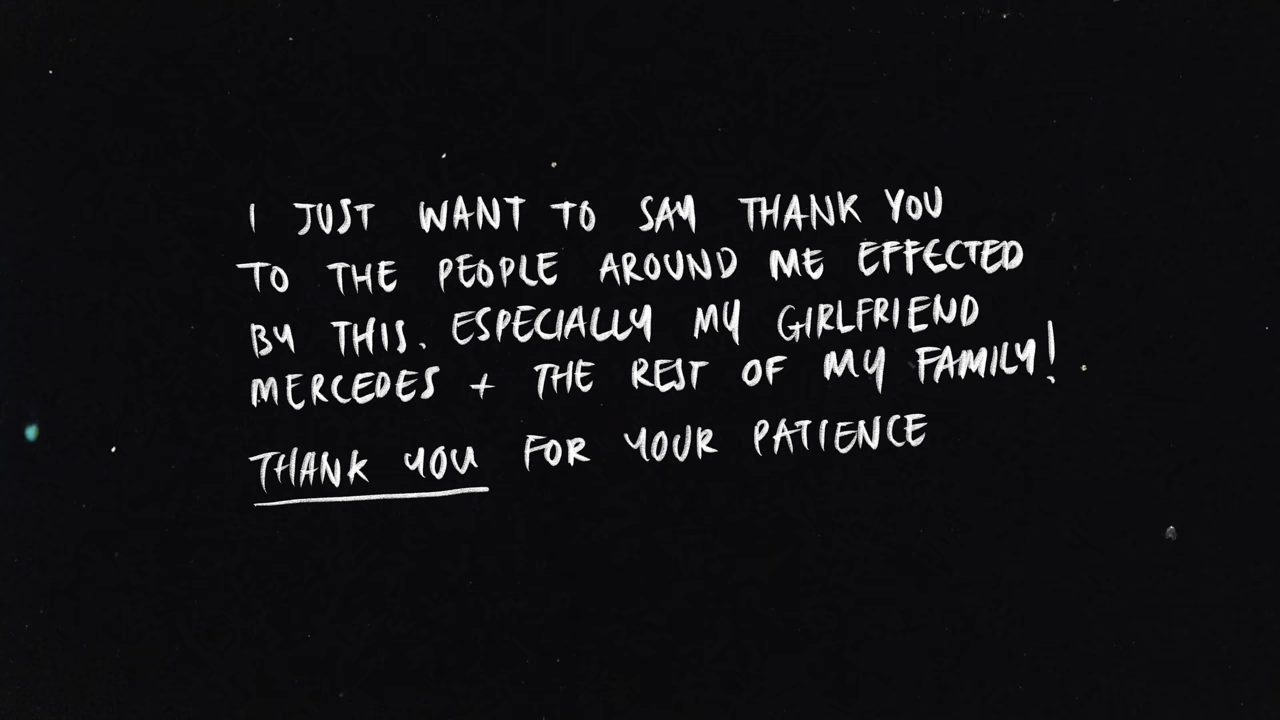 I JUST WANT TO SAY THANK YOU
TO THE PEOPLE AROUND ME EFFECTED
BY THIS. ESPECIALLY MY GIRLFRIEND
MERCEDES + THE REST OF MY FAMILY!
THANK YOU FOR YOUR PATIENCE